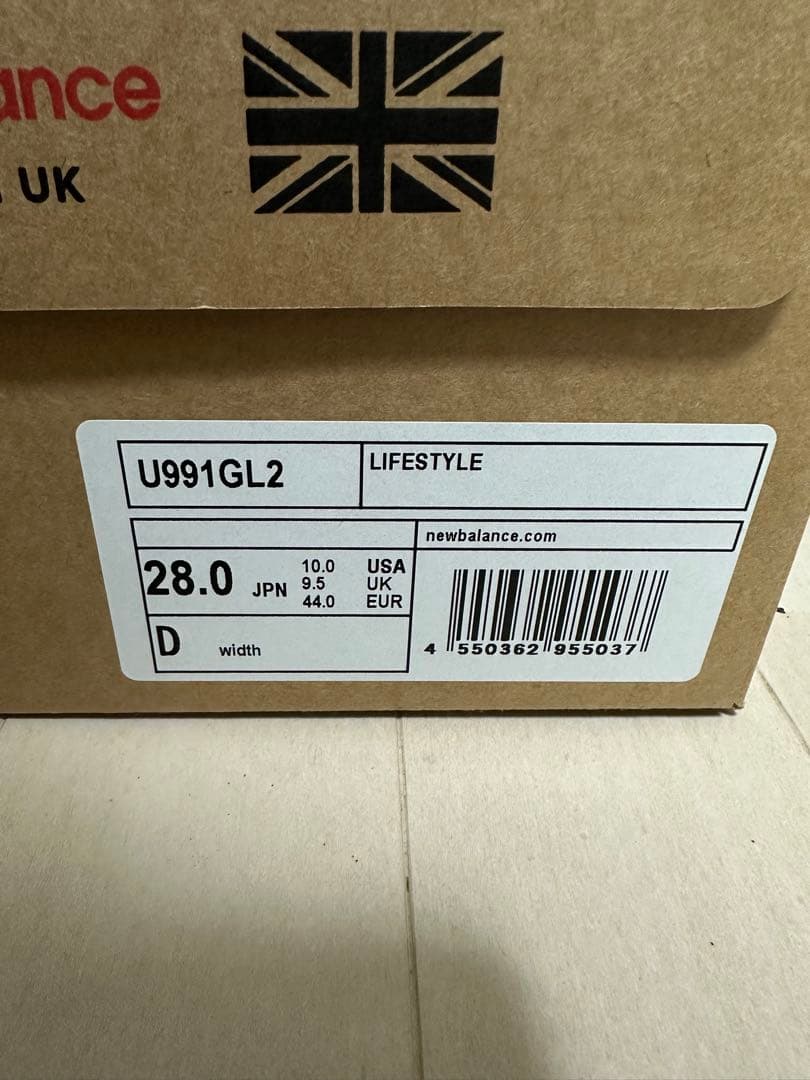 ance
UK
U991GL2
LIFESTYLE
newbalance.com
28.0 JPN
10.0 USA
9.5 UK
44.0 EUR
D width
4 550362 955037